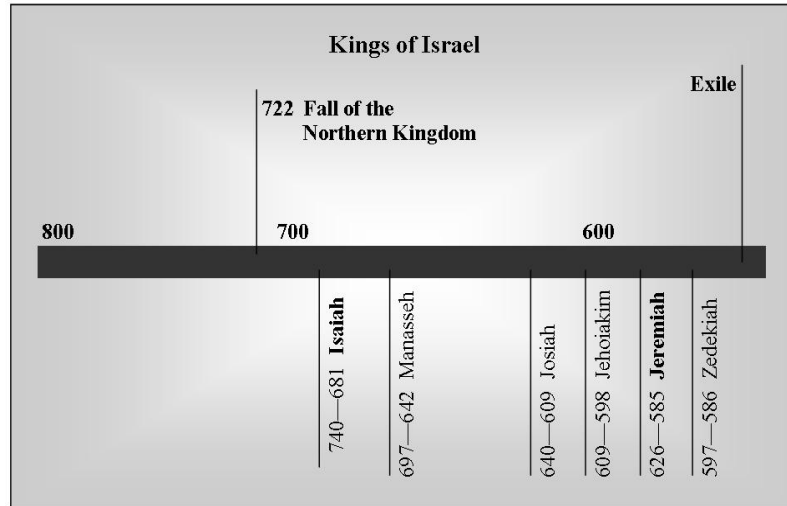 Kings of Israel
Exile
722 Fall of the
Northern Kingdom
800
700
600
740—681 Isaiah
697—642 Manasseh
640—609 Josiah
609—598 Jehoiakim
626—585 Jeremiah
597—586 Zedekiah